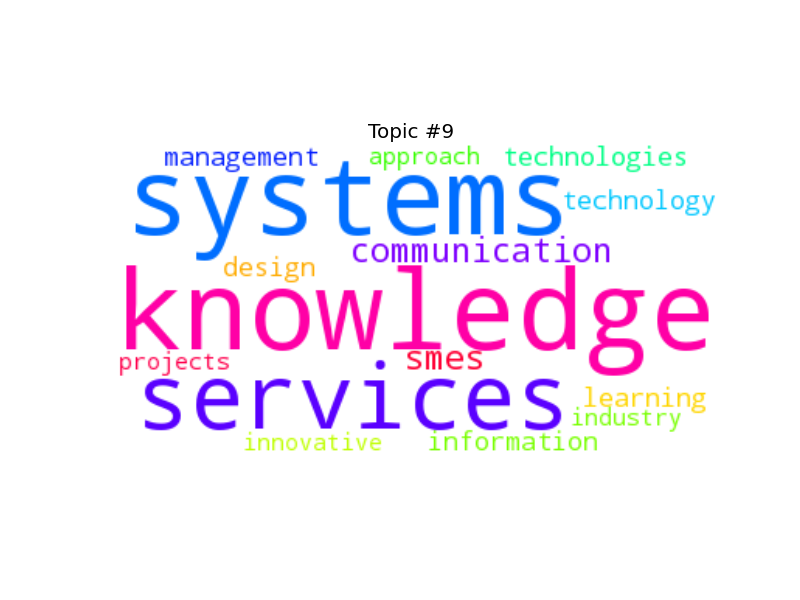 Topic #9
management approach technologies
systems technology
communication
design
knowledge
projects smes
services learning
industry
innovative information